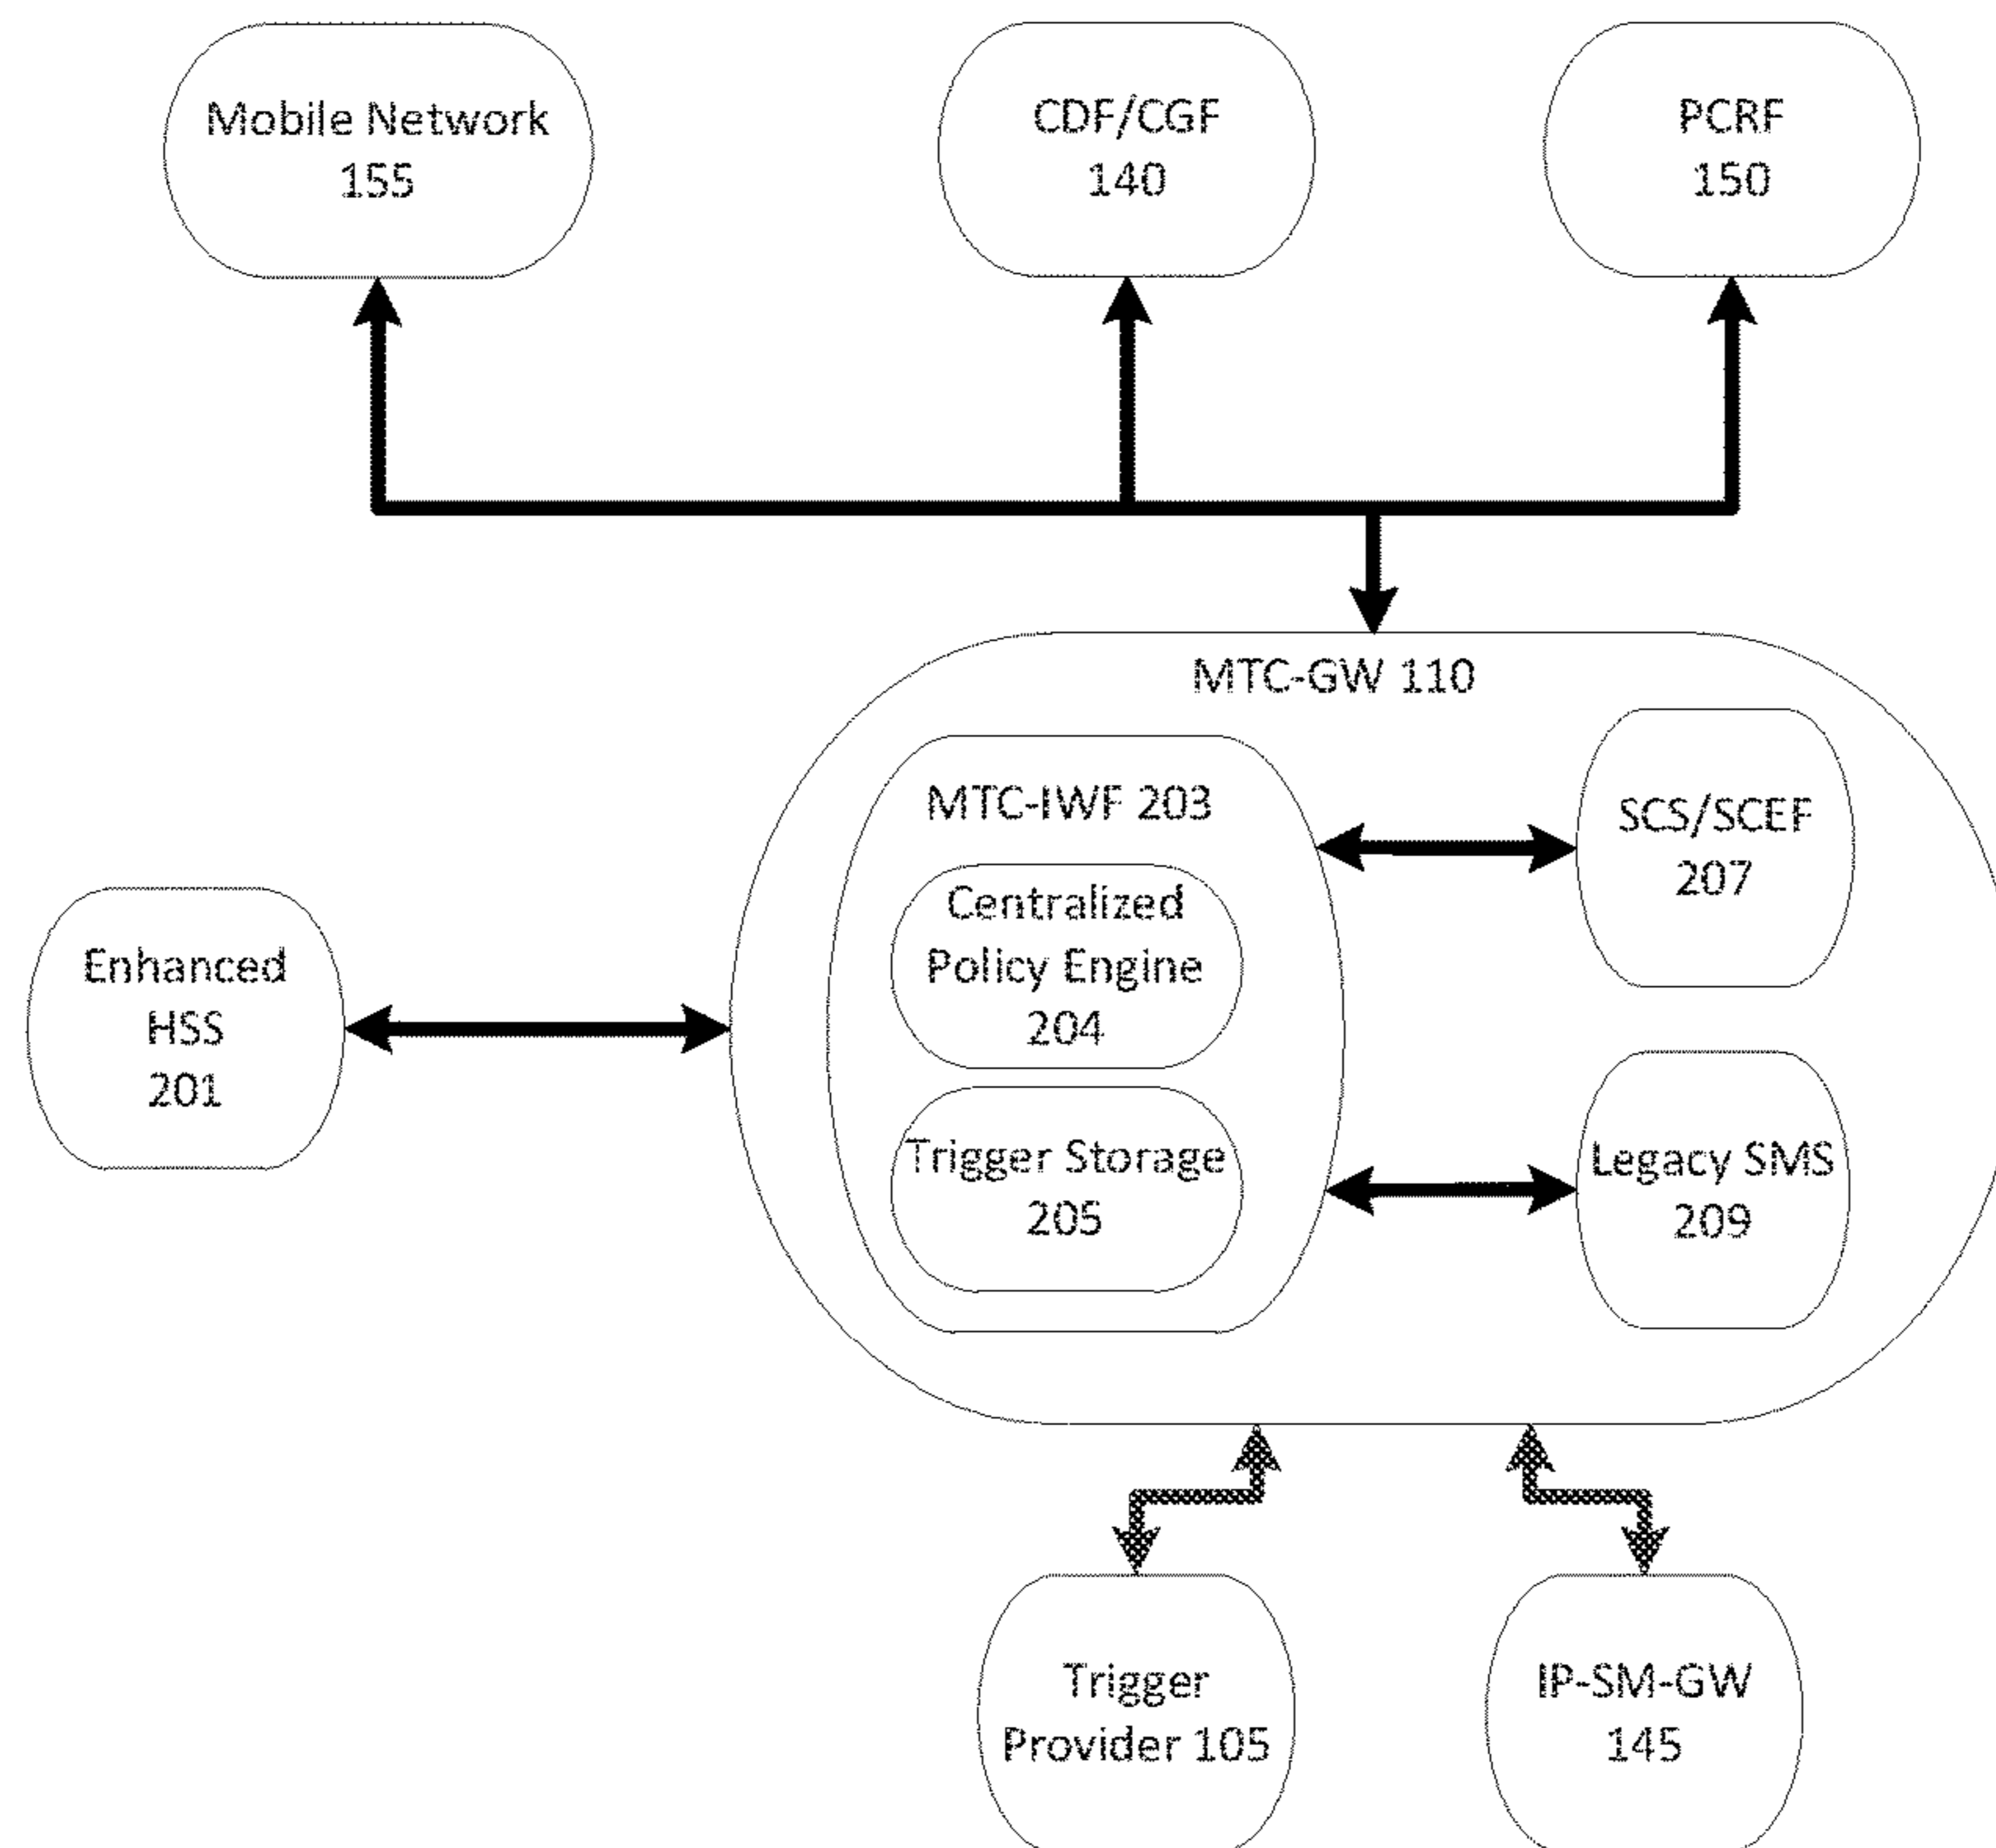 Mobile Network
155
CDF/CGF
140
PCRF
150
MTC-GW 110
MTC-IWF 203
Centralized
Policy Engine
204
Trigger Storage
205
SCS/SCEF
207
Legacy SMS
209
Enhanced
HSS
201
Trigger
Provider 105
IP-SM-GW
145